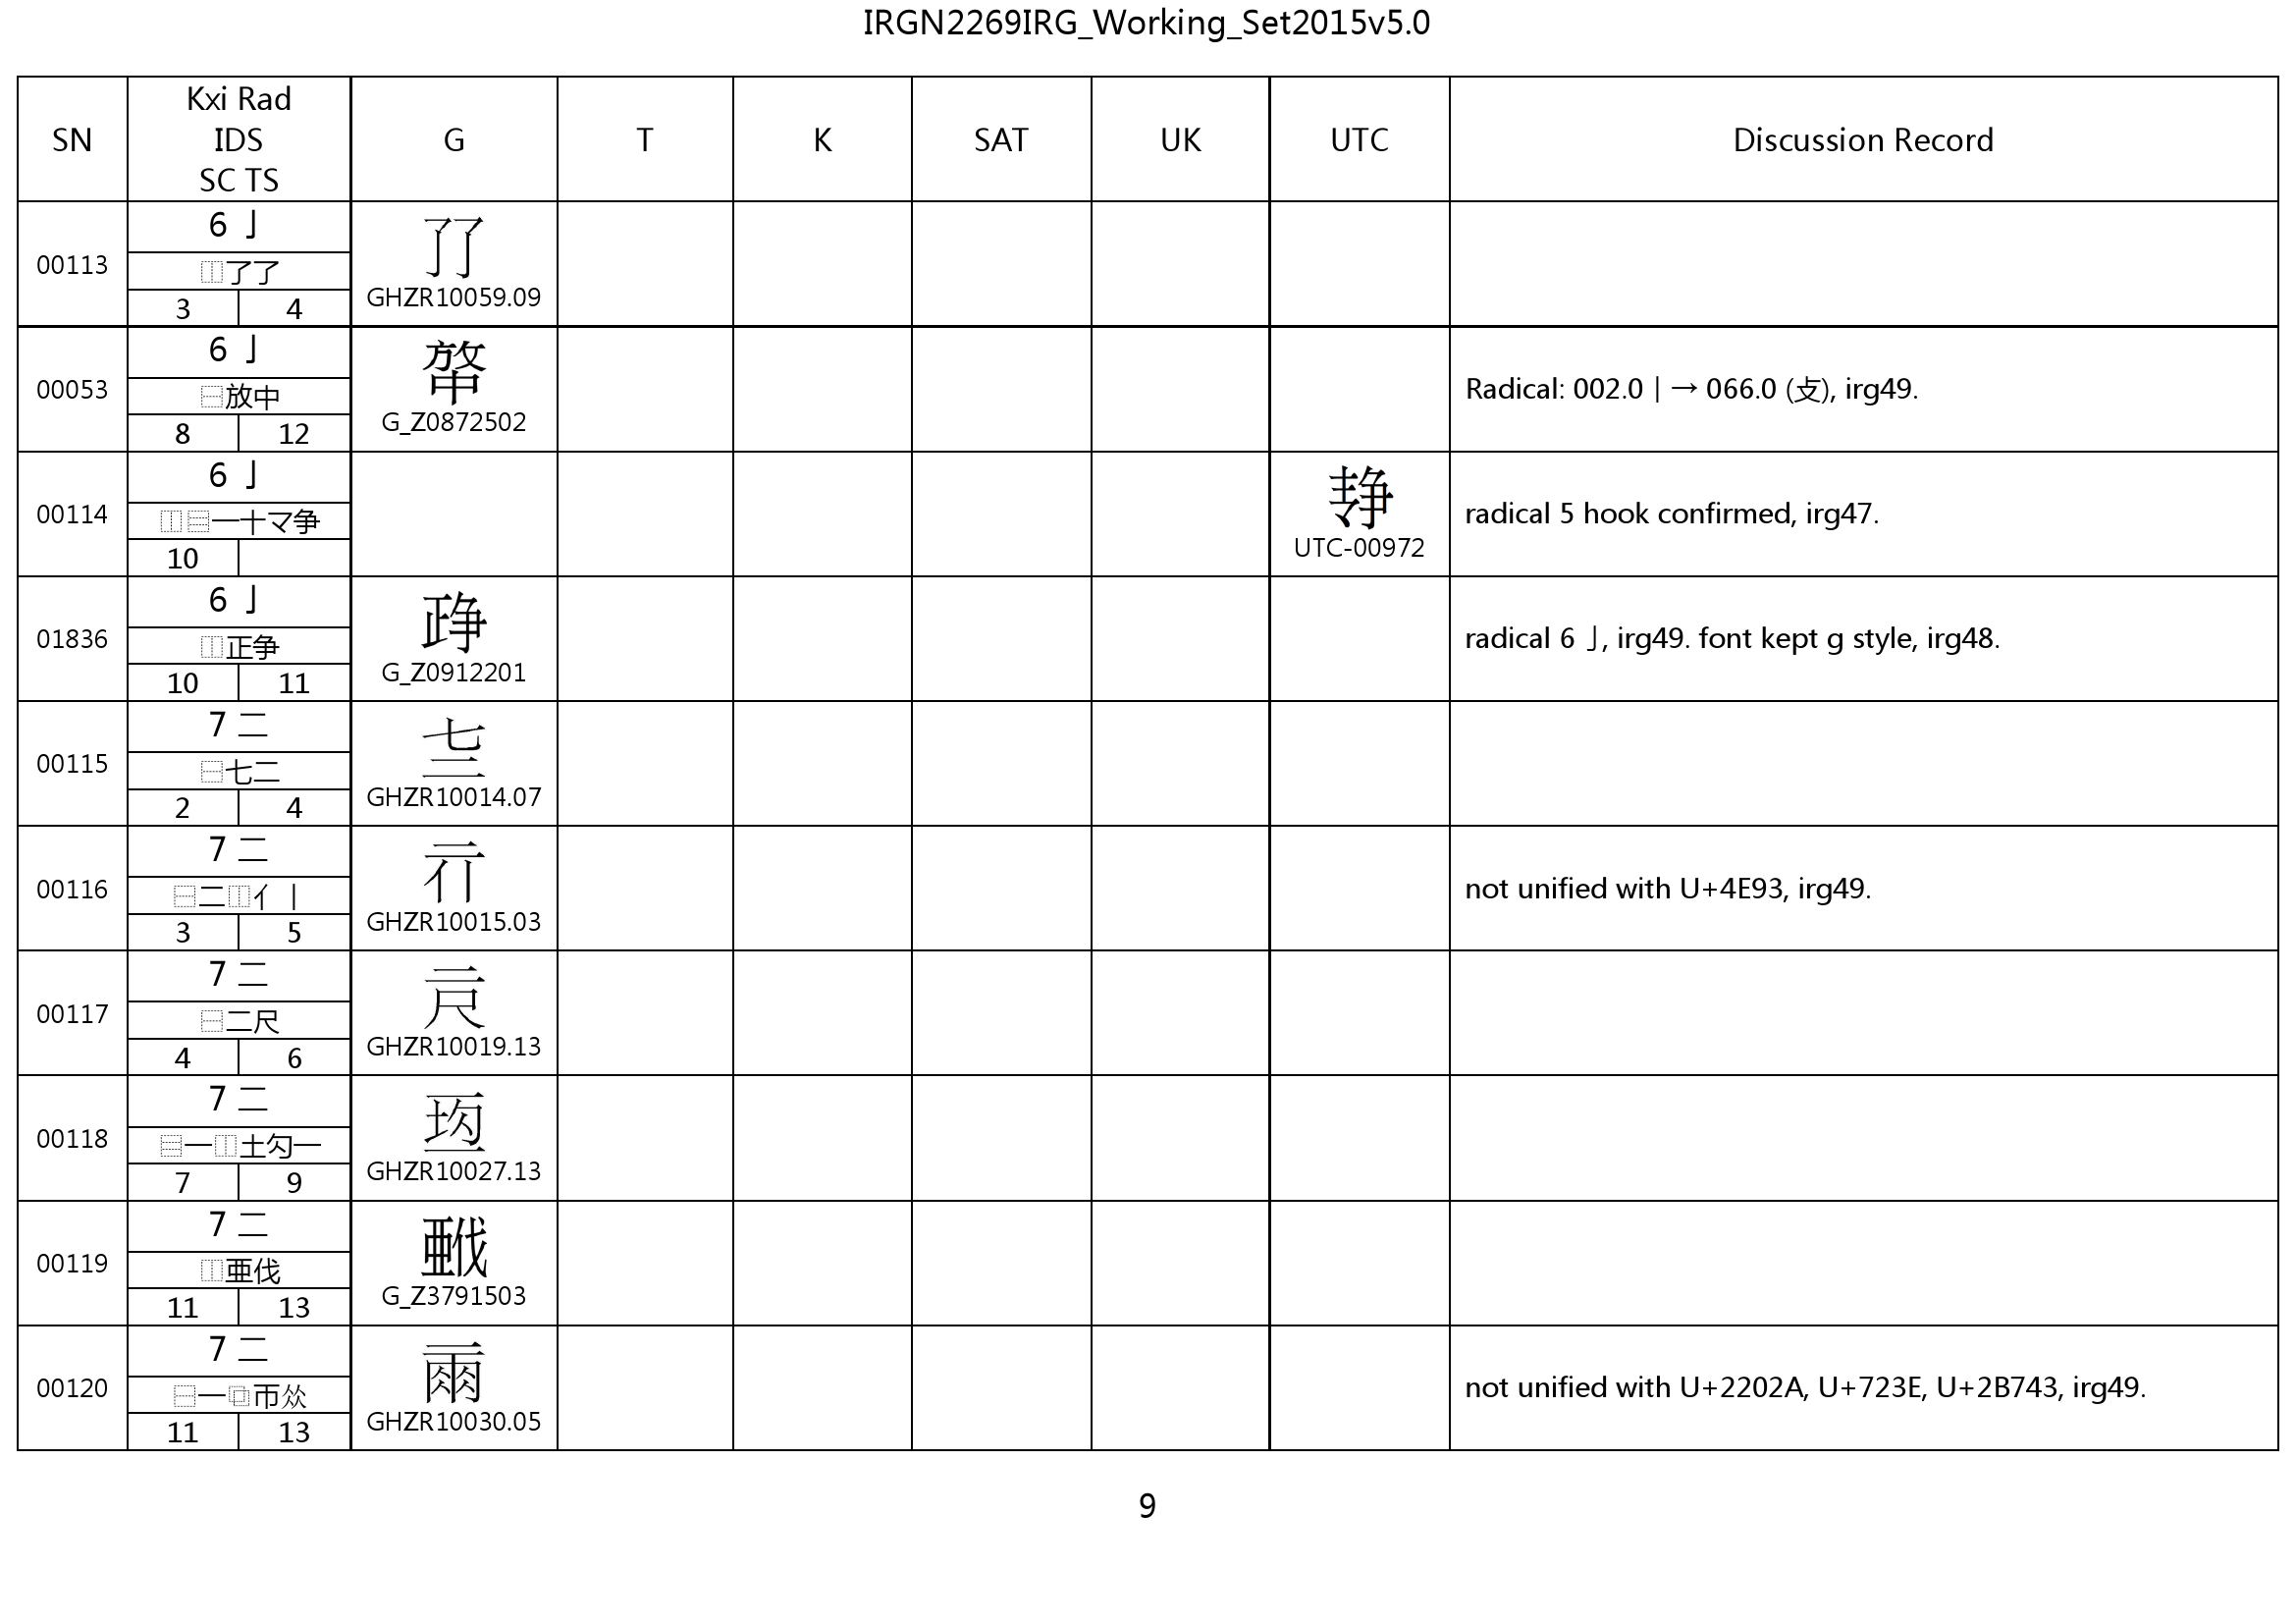 IRGN2269IRG_Working_Set2015v5.0
SN
Kxi Rad
IDS
SC TS
G
T
K
SAT
UK
UTC
Discussion Record
00113
6 亅
⿰了了
3 4
GHZR10059.09
00053
6 亅
⿱放中
8 12
G_Z0872502
Radical: 002.0 | → 066.0 (攴), irg49.
00114
6 亅
⿰⿳一十マ争
10
UTC-00972
radical 5 hook confirmed, irg47.
01836
6 亅
⿰正争
10 11
G_Z0912201
radical 6 亅, irg49. font kept g style, irg48.
00115
7 二
⿱七二
2 4
GHZR10014.07
00116
7 二
⿱二⿰亻丨
3 5
GHZR10015.03
not unified with U+4E93, irg49.
00117
7 二
⿱二尺
4 6
GHZR10019.13
00118
7 二
⿳一⿰土匀一
7 9
GHZR10027.13
00119
7 二
⿰亜伐
11 13
G_Z3791503
00120
7 二
⿱一⿻帀㸚
11 13
GHZR10030.05
not unified with U+2202A, U+723E, U+2B743, irg49.
9